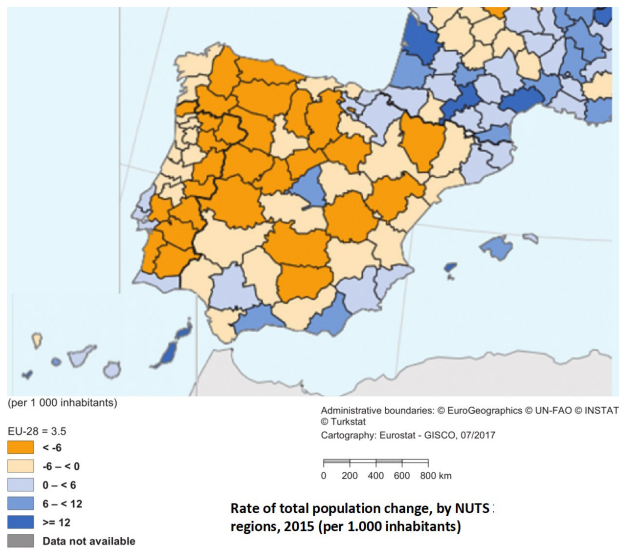 (per 1 000 inhabitants)
EU-28 = 3.5
< -6
-6 – < 0
0 – < 6
6 – < 12
>= 12
Data not available
Administrative boundaries: © EuroGeographics © UN-FAO © INSTAT
© Turkstat
Cartography: Eurostat - GISCO, 07/2017
0 200 400 600 800 km
Rate of total population change, by NUTS
regions, 2015 (per 1.000 inhabitants)